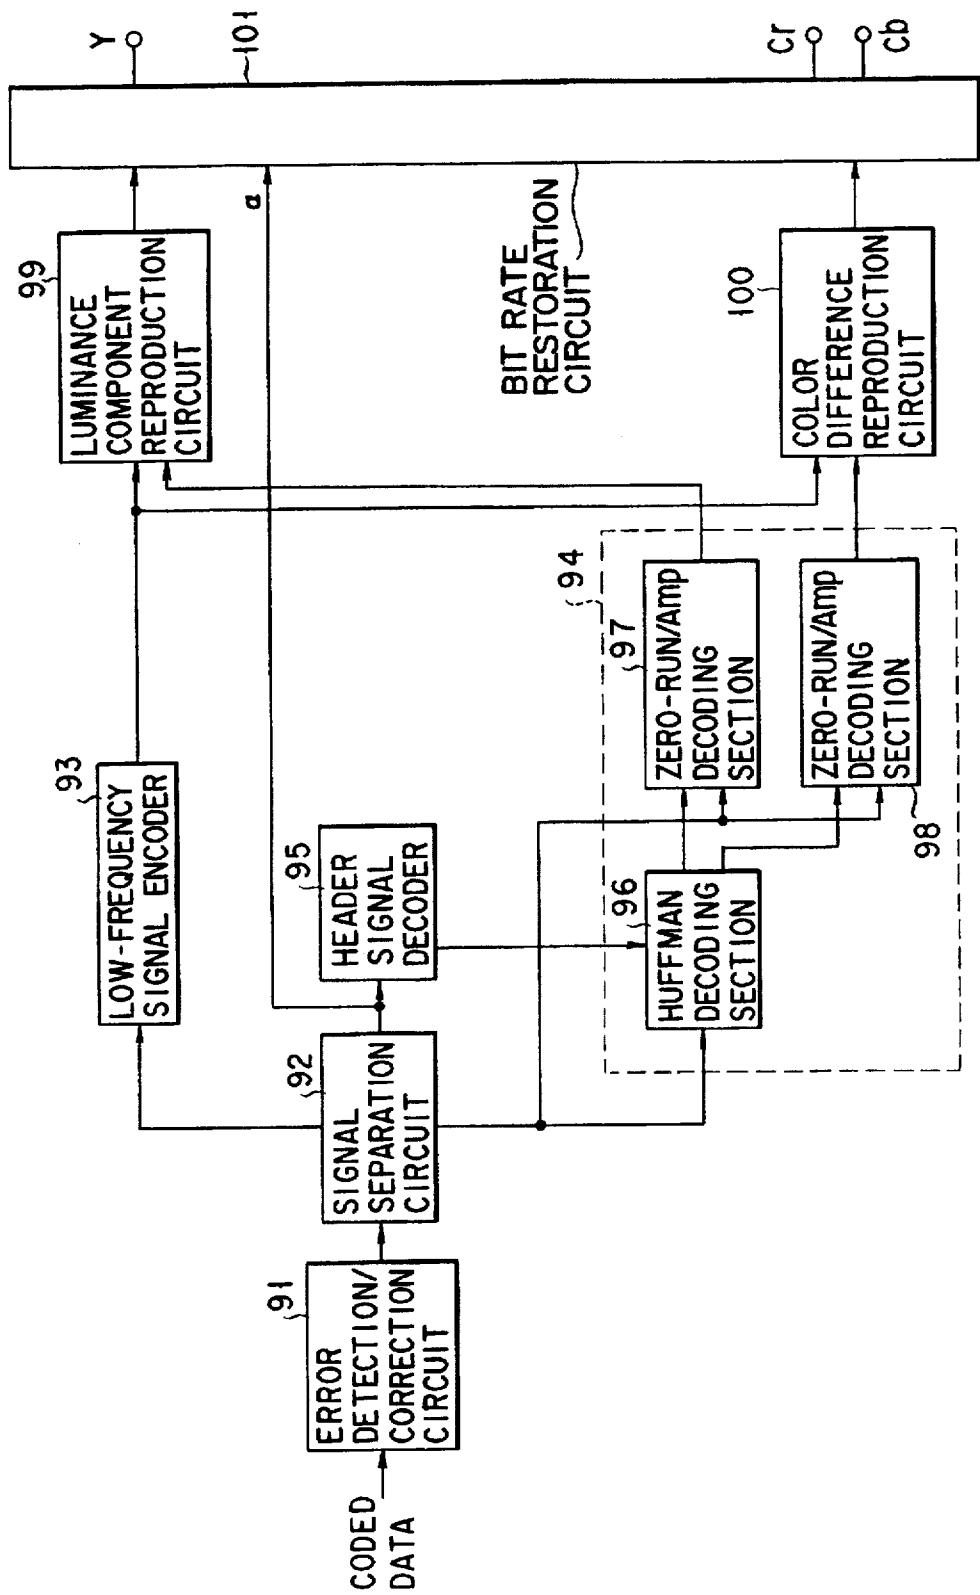 CODED
DATA
91
ERROR
DETECTION/
CORRECTION
CIRCUIT
92
SIGNAL
SEPARATION
CIRCUIT
93
LOW-FREQUENCY
SIGNAL ENCODER
95
HEADER
SIGNAL
DECODER
94
96
HUFFMAN
DECODING
SECTION
97
ZERO-RUN/Amp
DECODING
SECTION
ZERO-RUN/Amp
DECODING
SECTION
98
99
LUMINANCE
COMPONENT
REPRODUCTION
CIRCUIT
a
BIT RATE
RESTORATION
CIRCUIT
100
COLOR
DIFFERENCE
REPRODUCTION
CIRCUIT
Y
101
Cr
Cb